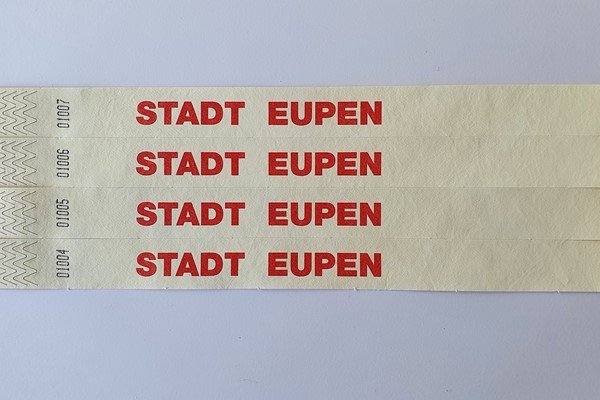 01007 STADT EUPEN
01006 STADT EUPEN
01005 STADT EUPEN
01004 STADT EUPEN